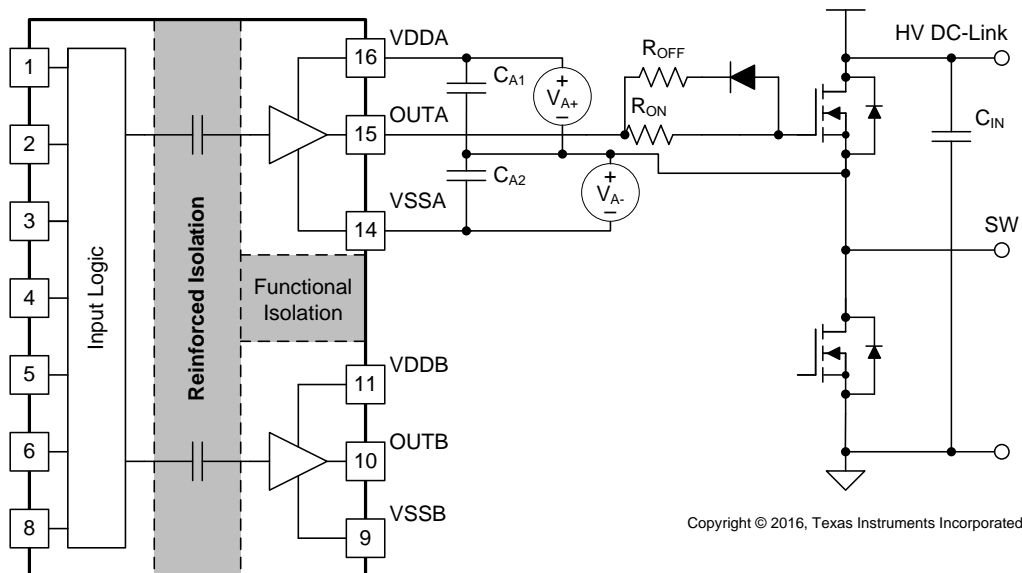 1
2
3
4
5
6
8
Input Logic
Reinforced Isolation
Functional
Isolation
16
VDDA
15
OUTA
14
VSSA
11
VDDB
10
OUTB
9
VSSB
CA1
CA2
+
VA+
–
+
VA-
–
ROFF
RON
HV DC-Link
CIN
SW
Copyright © 2016, Texas Instruments Incorporated